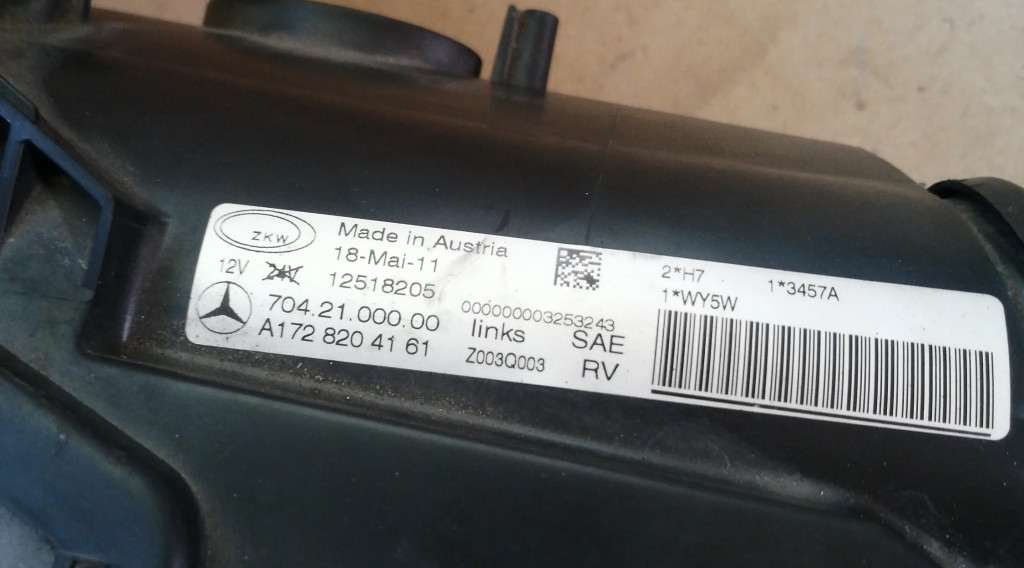 ZKW
Made in Austria
18-Mai-11
12V 24V 12518205
704.21.000.00
A172 820 41 61
000000003253243
links SAE
Z003Q003 RV
2*H7 1*3457A
1*WY5W